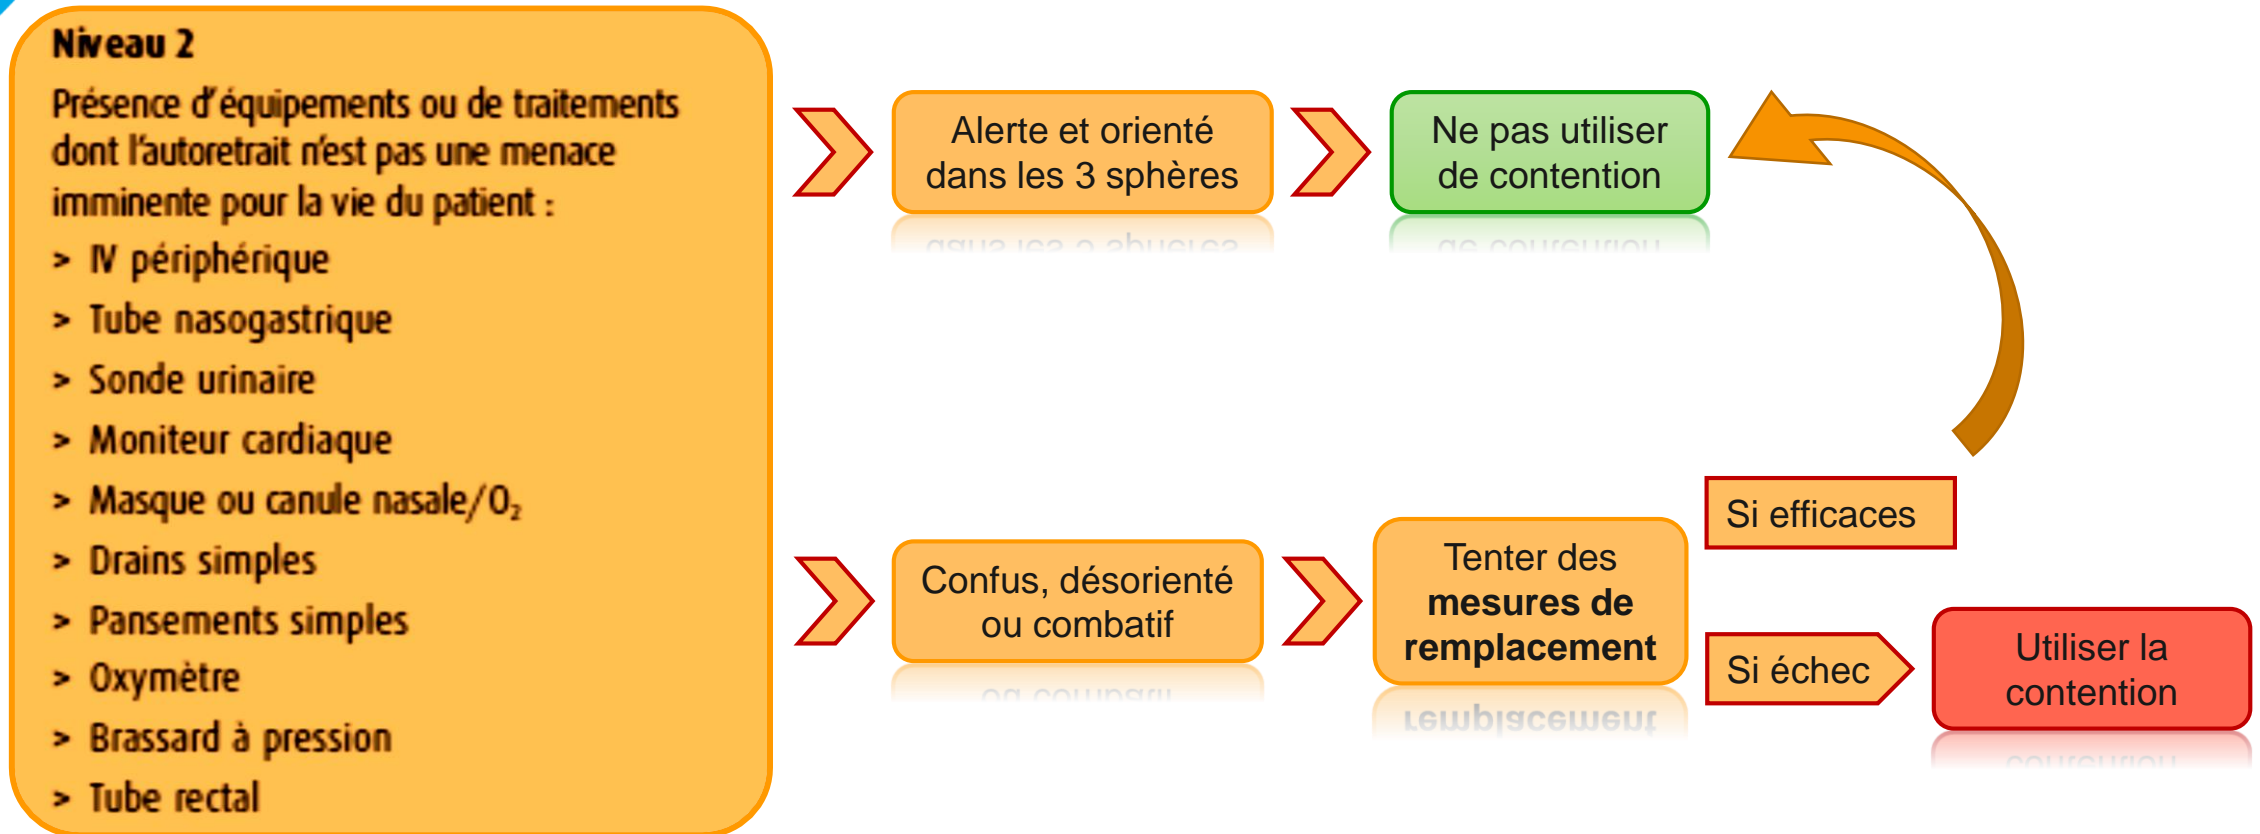 Niveau 2
Présence d'équipements ou de traitements
dont l'autoretrait n'est pas une menace
imminente pour la vie du patient :
> IV périphérique
> Tube nasogastrique
> Sonde urinaire
> Moniteur cardiaque
> Masque ou canule nasale/O₂
> Drains simples
> Pansements simples
> Oxymètre
> Brassard à pression
> Tube rectal
Alerte et orienté
dans les 3 sphères
Ne pas utiliser
de contention
Confus, désorienté
ou combatif
Tenter des
mesures de
remplacement
Si efficaces
Si échec
Utiliser la
contention